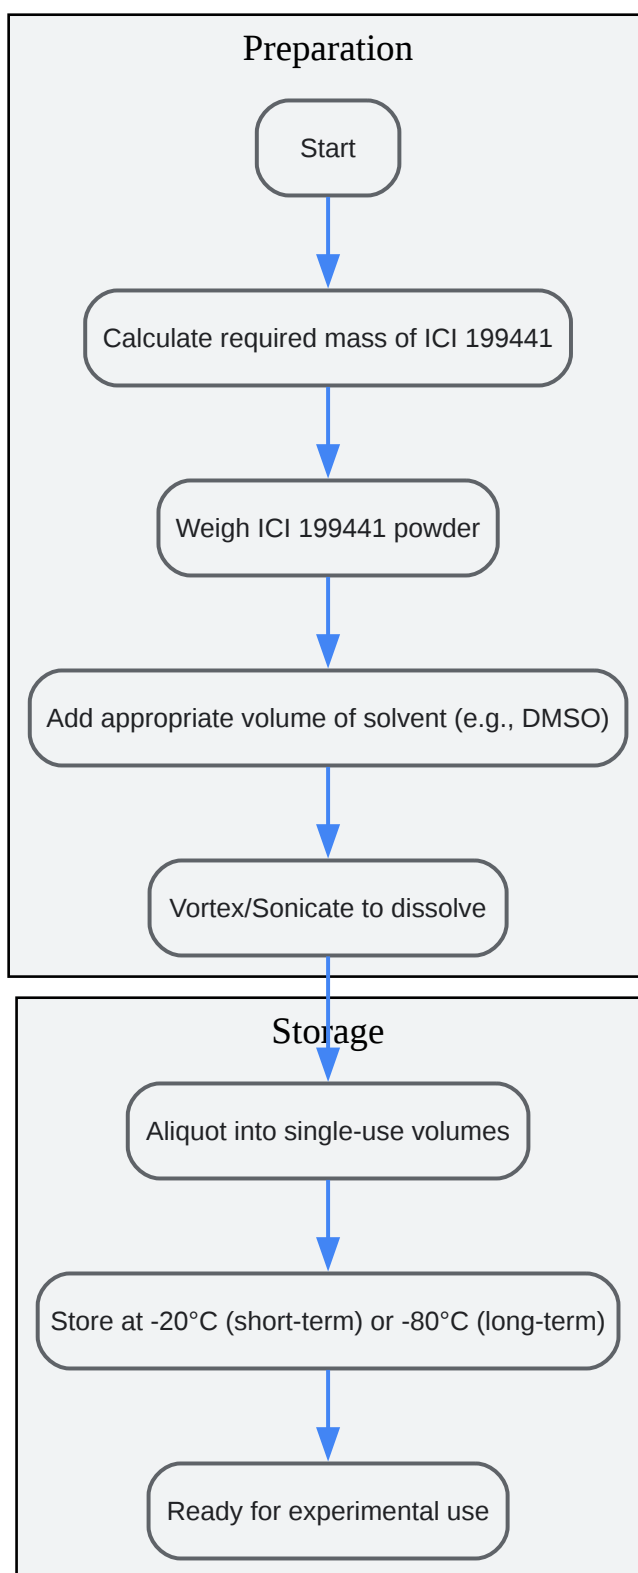 Preparation
Start
Calculate required mass of ICI 199441
Weigh ICI 199441 powder
Add appropriate volume of solvent (e.g., DMSO)
Vortex/Sonicate to dissolve
Storage
Aliquot into single-use volumes
Store at -20°C (short-term) or -80°C (long-term)
Ready for experimental use